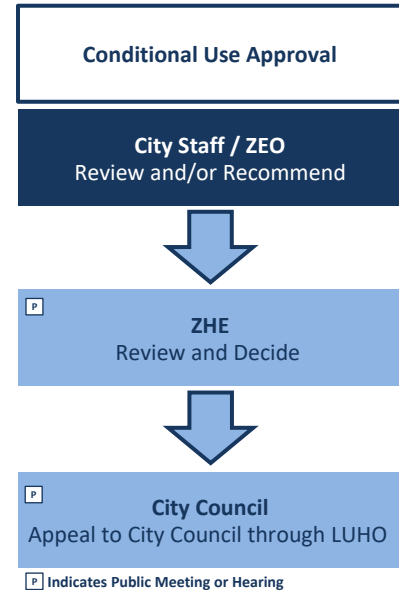 Conditional Use Approval
City Staff / ZEO
Review and/or Recommend
P
ZHE
Review and Decide
P
City Council
Appeal to City Council through LUHO
P Indicates Public Meeting or Hearing